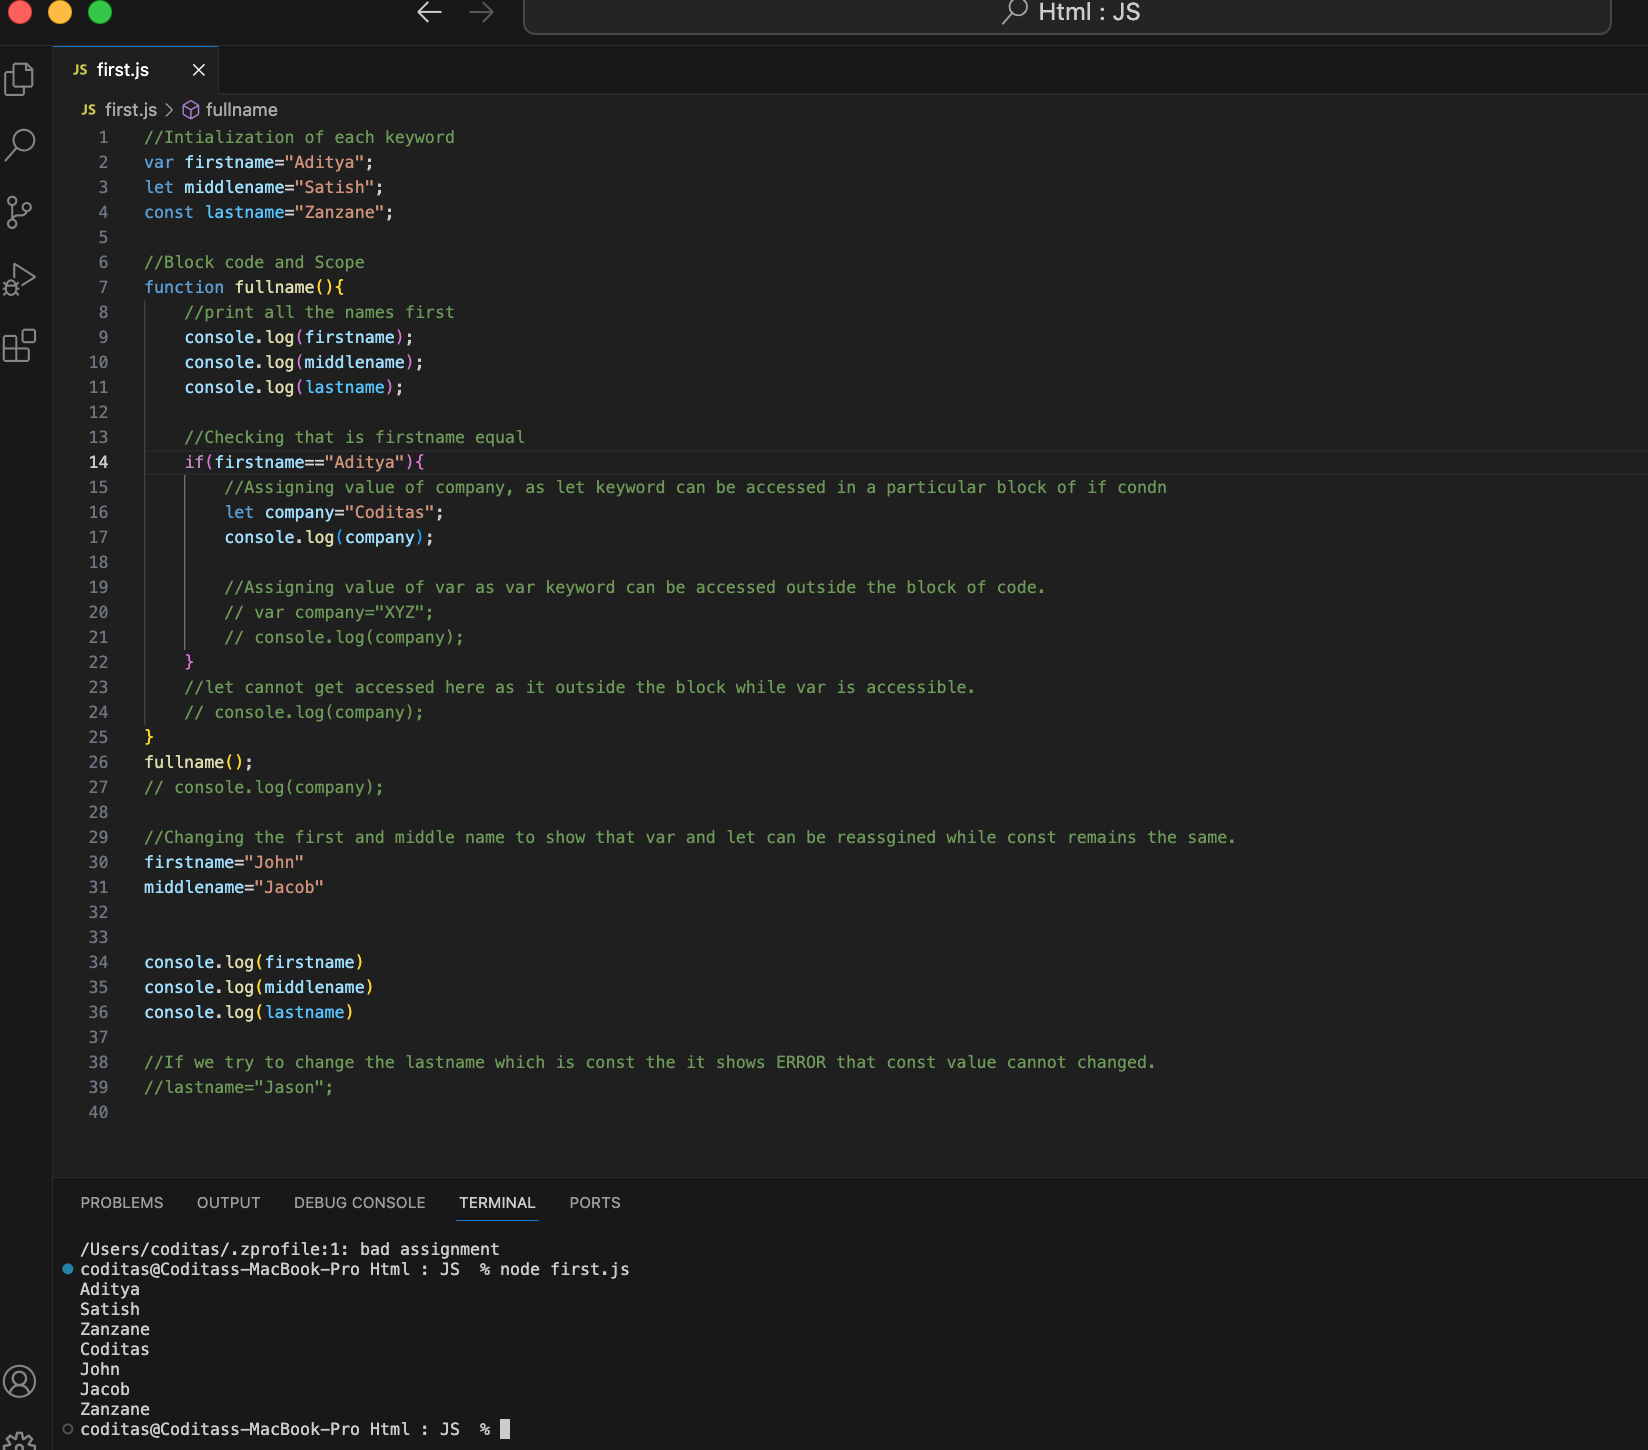 Html : JS
JS first.js
JS first.js > fullname
1 //Intialization of each keyword
2 var firstname="Aditya";
3 let middlename="Satish";
4 const lastname="Zanzane";
5
6 //Block code and Scope
7 function fullname(){
8 //print all the names first
9 console.log(firstname);
10 console.log(middlename);
11 console.log(lastname);
12
13 //Checking that is firstname equal
14 if(firstname=="Aditya"){
15 //Assigning value of company, as let keyword can be accessed in a particular block of if condn
16 let company="Coditas";
17 console.log(company);
18
19 //Assigning value of var as var keyword can be accessed outside the block of code.
20 // var company="XYZ";
21 // console.log(company);
22 }
23 //let cannot get accessed here as it outside the block while var is accessible.
24 // console.log(company);
25 }
26 fullname();
27 // console.log(company);
28
29 //Changing the first and middle name to show that var and let can be reassgined while const remains the same.
30 firstname="John"
31 middlename="Jacob"
32
33
34 console.log(firstname)
35 console.log(middlename)
36 console.log(lastname)
37
38 //If we try to change the lastname which is const the it shows ERROR that const value cannot changed.
39 //lastname="Jason";
40
PROBLEMS OUTPUT DEBUG CONSOLE TERMINAL PORTS
/Users/coditas/.zprofile:1: bad assignment
coditas@Coditass-MacBook-Pro Html : JS % node first.js
Aditya
Satish
Zanzane
Coditas
John
Jacob
Zanzane
coditas@Coditass-MacBook-Pro Html : JS %